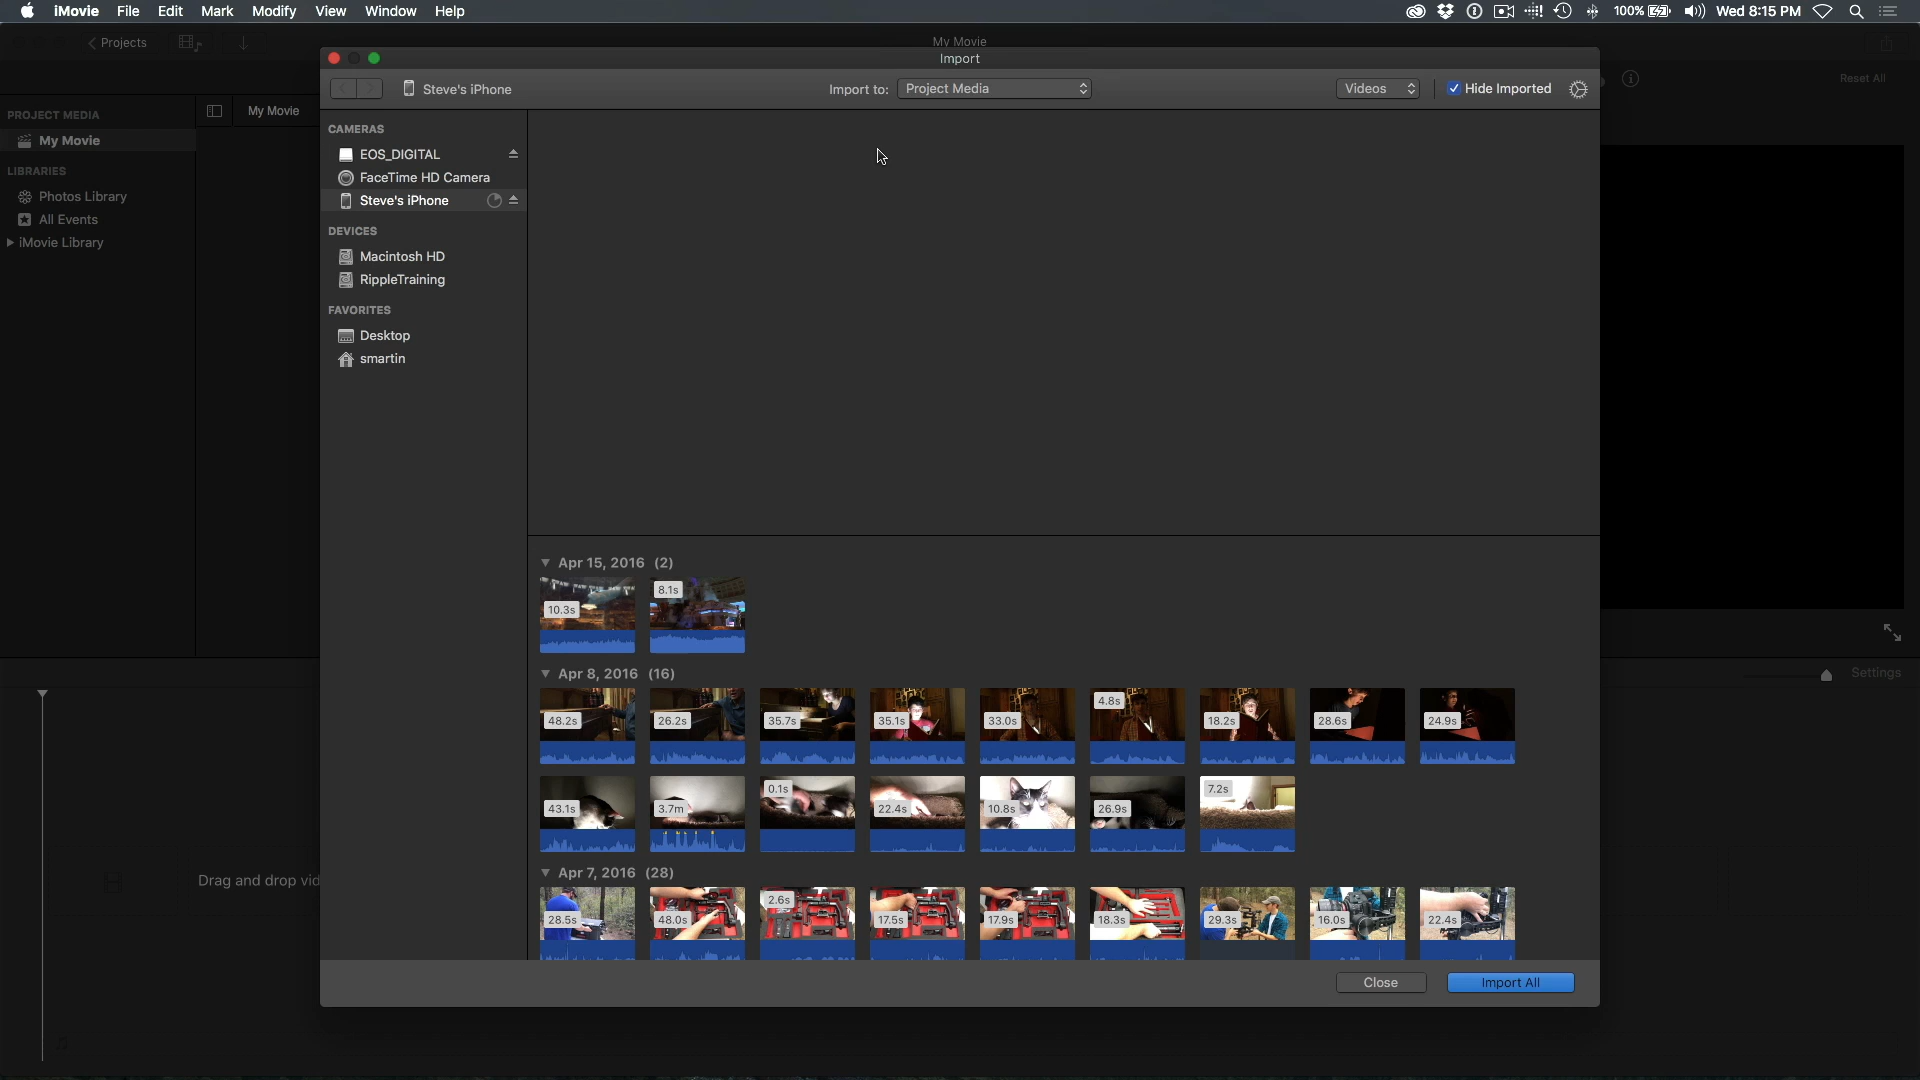 iMovie File Edit Mark Modify View Window Help 100% Wed 8:15 PM
Projects
My Movie
Import
Steve's iPhone
Import to: Project Media
Videos
Hide Imported
Reset All
PROJECT MEDIA
My Movie
LIBRARIES
Photos Library
All Events
iMovie Library
My Movie
CAMERAS
EOS_DIGITAL
FaceTime HD Camera
Steve's iPhone
DEVICES
Macintosh HD
RippleTraining
FAVORITES
Desktop
smartin
Apr 15, 2016 (2)
10.3s 8.1s
Apr 8, 2016 (16)
48.2s 26.2s 35.7s 35.1s 33.0s 4.8s 18.2s 28.6s 24.9s
43.1s 3.7m 0.1s 22.4s 10.8s 26.9s 7.2s
Apr 7, 2016 (28)
28.5s 48.0s 2.6s 17.5s 17.9s 18.3s 29.3s 16.0s 22.4s
Settings
Drag and drop vid
Close
Import All